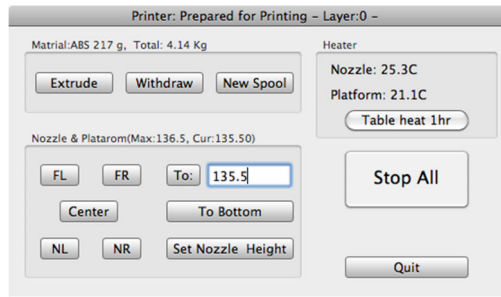 Printer: Prepared for Printing – Layer:0 –
Matrial:ABS 217 g, Total: 4.14 Kg
Extrude Withdraw New Spool
Heater
Nozzle: 25.3C
Platform: 21.1C
Table heat 1hr
Nozzle & Platarom(Max:136.5, Cur:135.50)
FL FR To: 135.5
Center To Bottom
NL NR Set Nozzle Height
Stop All
Quit